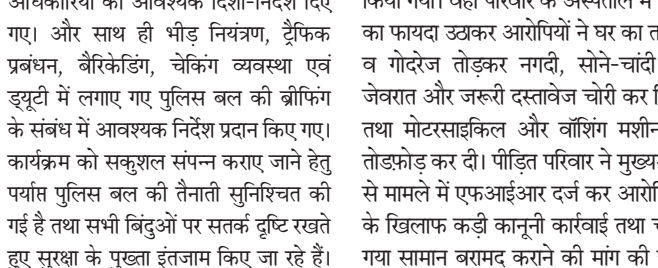 अधिकारियों को आवश्यक दिशा-निर्देश दिए
गए। और साथ ही भीड़ नियंत्रण, ट्रैफिक
प्रबंधन, बैरिकेडिंग, चेकिंग व्यवस्था एवं
ड्यूटी में लगाए गए पुलिस बल की ब्रीफिंग
के संबंध में आवश्यक निर्देश प्रदान किए गए।
कार्यक्रम को सकुशल संपन्न कराए जाने हेतु
पर्याप्त पुलिस बल की तैनाती सुनिश्चित की
गई है तथा सभी बिंदुओं पर सतर्क दृष्टि रखते
हुए सुरक्षा के पुख्ता इंतजाम किए जा रहे हैं।
किया गया। वहीं परिवार के अस्पताल में
का फायदा उठाकर आरोपियों ने घर का
व गोदरेज तोड़कर नगदी, सोने-चांदी
जेवरात और जरूरी दस्तावेज चोरी कर
तथा मोटरसाइकिल और वॉशिंग मशीन
तोडफ़ोड़ कर दी। पीड़ित परिवार ने
से मामले में एफआईआर दर्ज कर
के खिलाफ कड़ी कानूनी कार्रवाई तथा
गया सामान बरामद कराने की मांग की